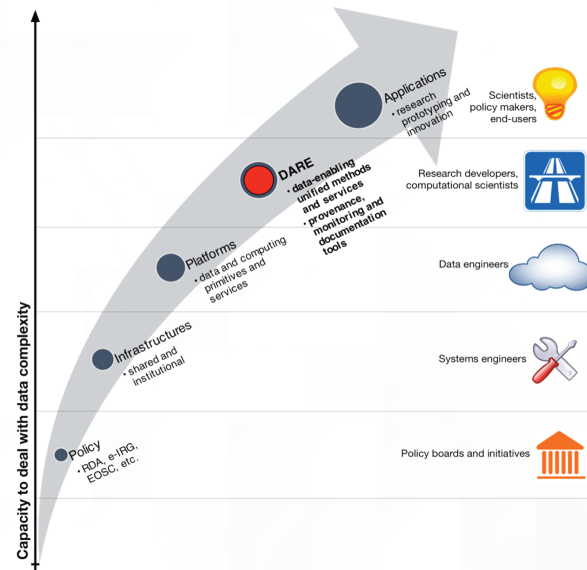 Applications
• research
prototyping and
innovation
Scientists,
policy makers,
end-users
DARE
• data-enabling
unified methods
and services
• provenance,
monitoring and
documentation
tools
Research developers,
computational scientists
Platforms
• data and computing
primitives and
services
Data engineers
Infrastructures
• shared and
institutional
Systems engineers
Policy
• RDA, e-IRG,
EOSC, etc.
Policy boards and initiatives
Capacity to deal with data complexity